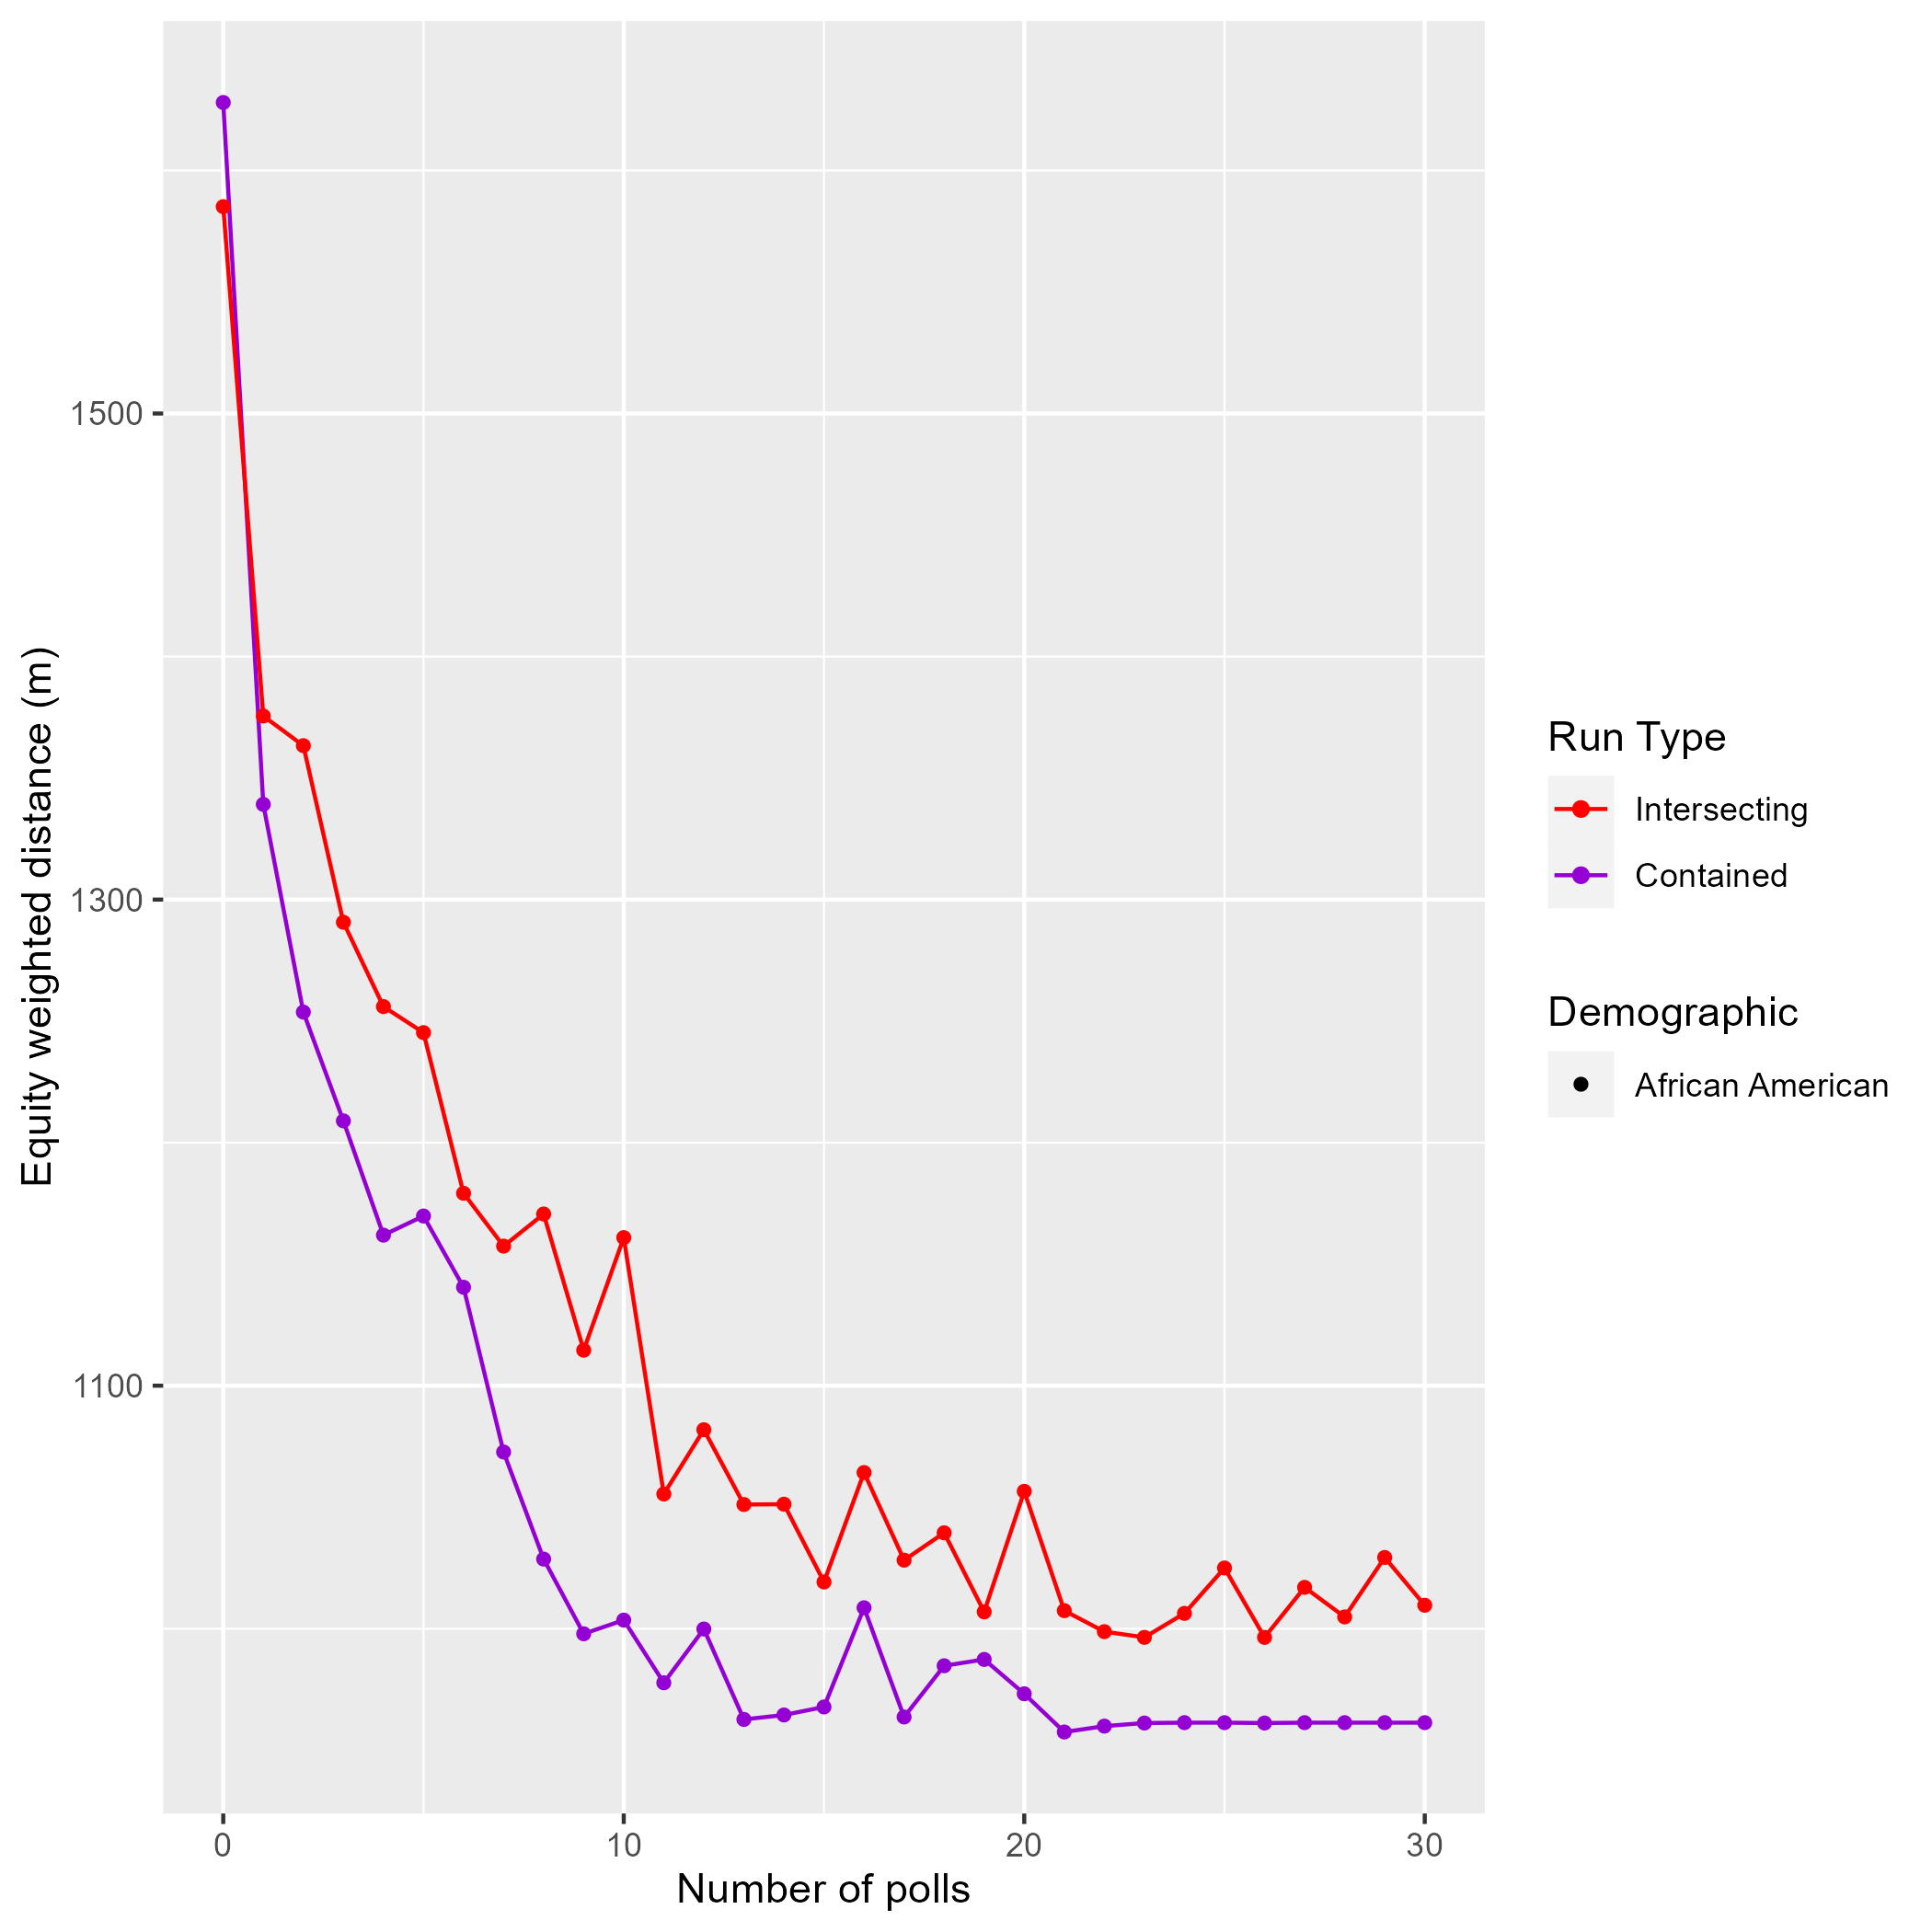 Equity weighted distance (m)
1500
1300
1100
0 10 20 30
Number of polls
Run Type
Intersecting
Contained
Demographic
African American